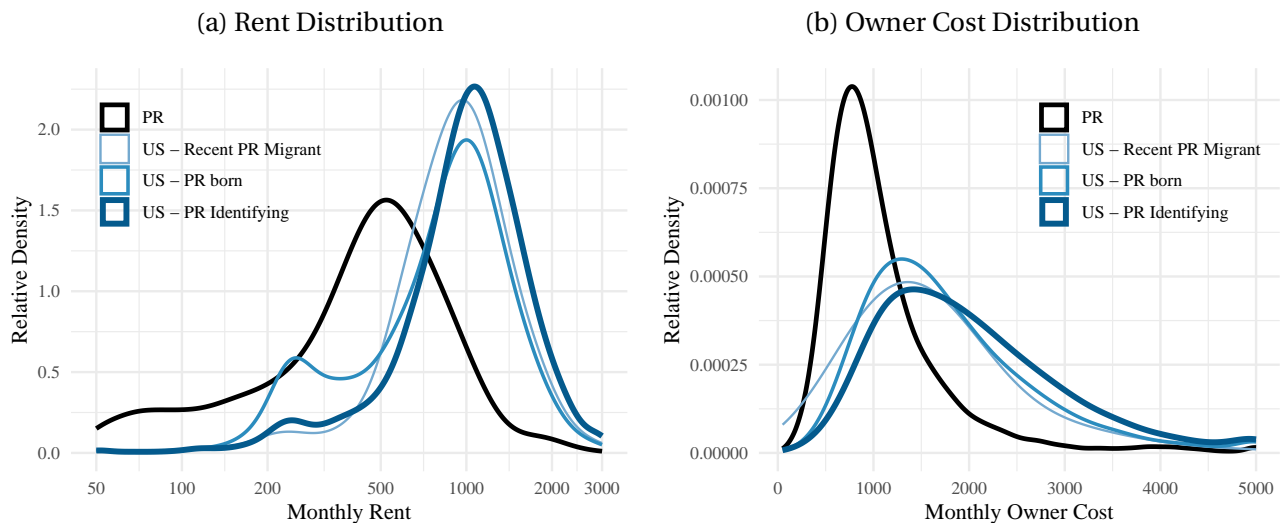 (a) Rent Distribution
Relative Density
2.0
1.5
1.0
0.5
0.0
PR
US – Recent PR Migrant
US – PR born
US – PR Identifying
50 100 200 500 1000 2000 3000
Monthly Rent
(b) Owner Cost Distribution
Relative Density
0.00100
0.00075
0.00050
0.00025
0.00000
PR
US – Recent PR Migrant
US – PR born
US – PR Identifying
0 1000 2000 3000 4000 5000
Monthly Owner Cost